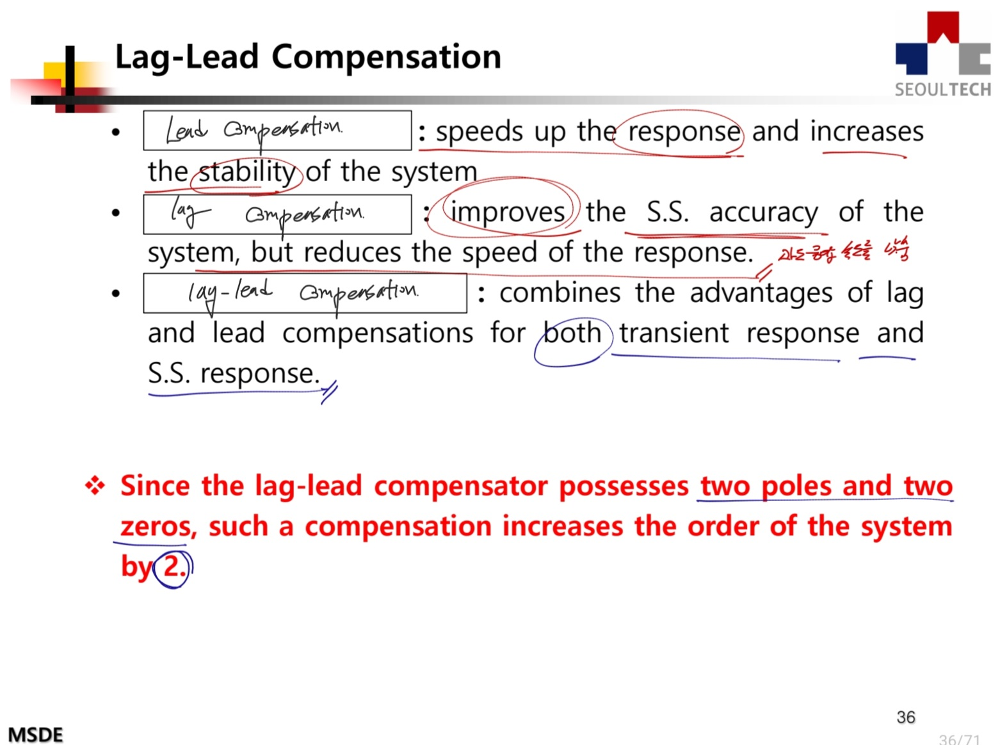 Lag-Lead Compensation
SEOULTECH
• Lead Compensation. : speeds up the response and increases
the stability of the system
• lag compensation. : improves the S.S. accuracy of the
system, but reduces the speed of the response. 과도응답 속도를 낮춤
• lag-lead compensation. : combines the advantages of lag
and lead compensations for both transient response and
S.S. response.
❖ Since the lag-lead compensator possesses two poles and two
zeros, such a compensation increases the order of the system
by 2.
36
MSDE
36/71